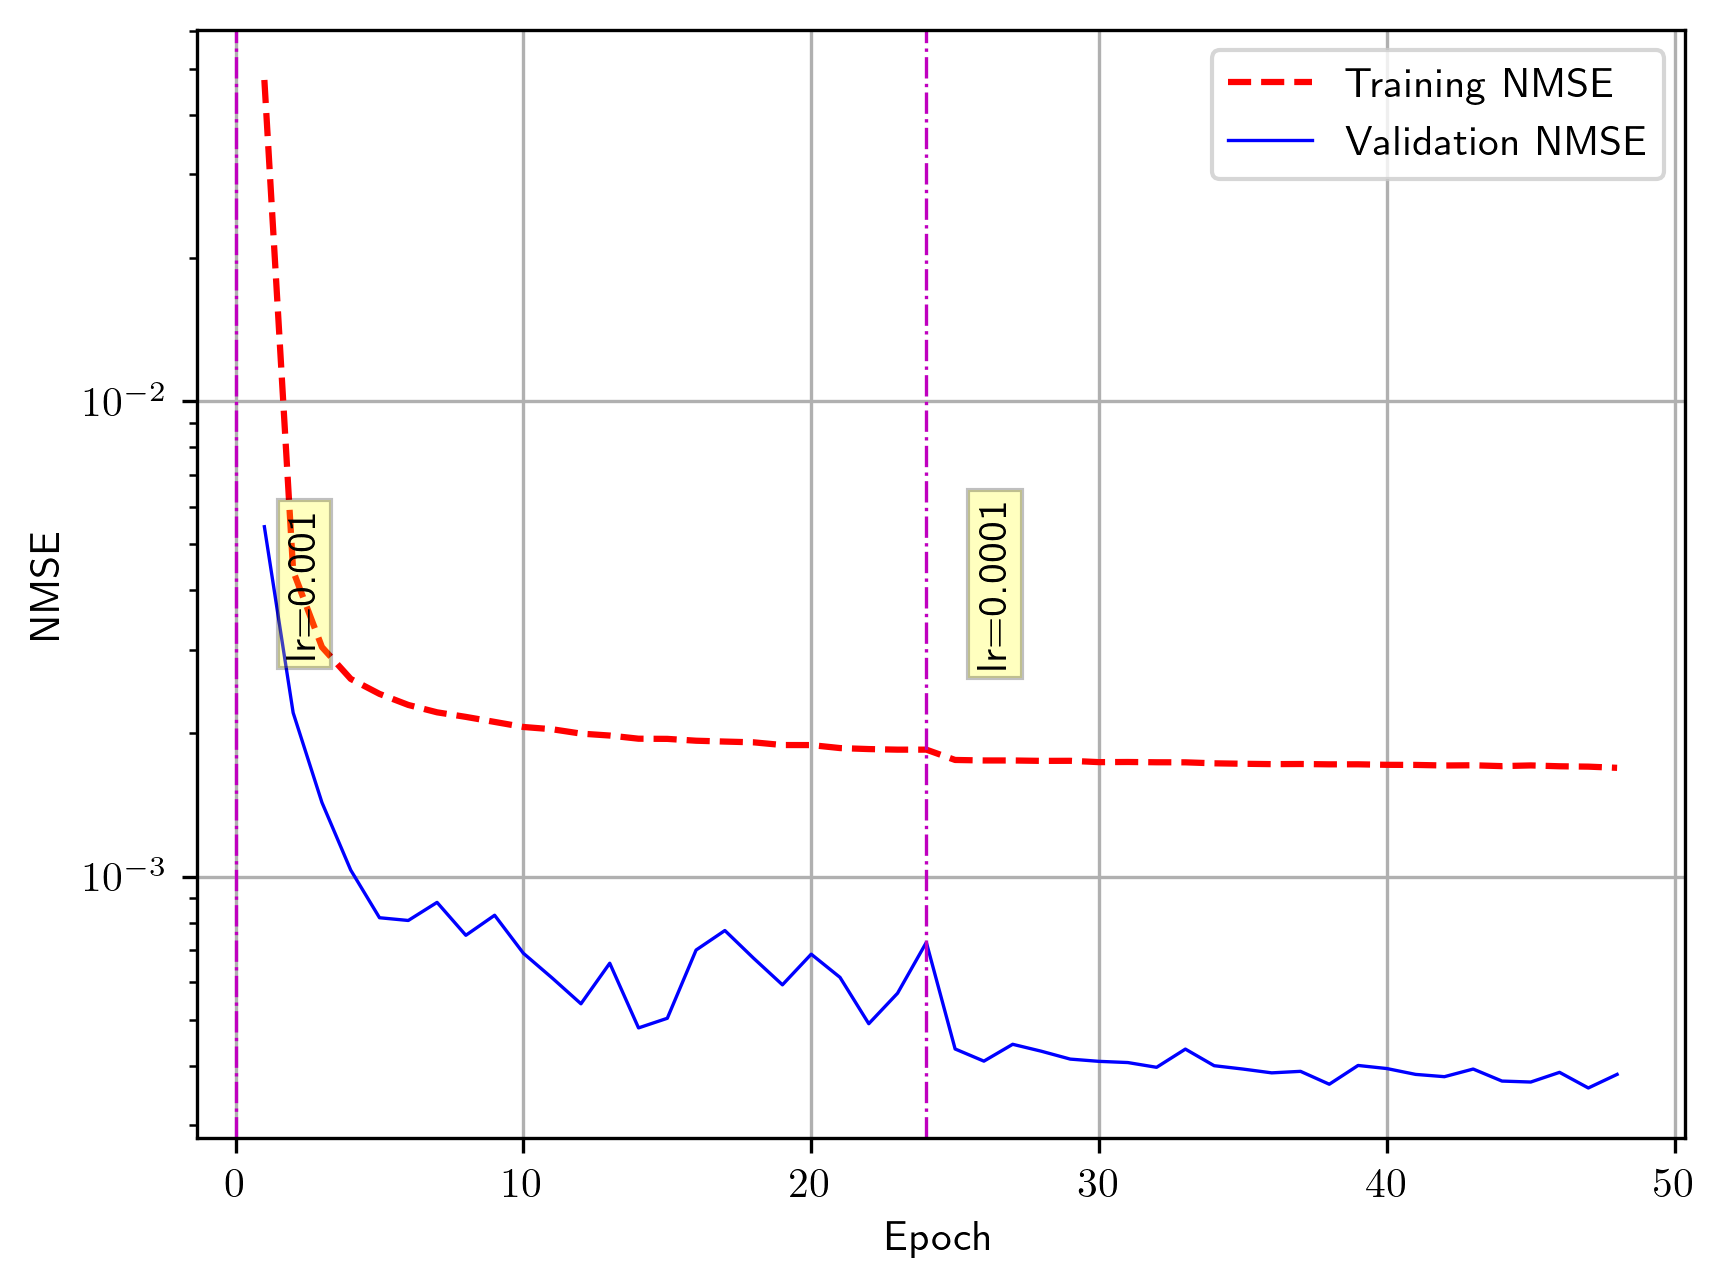 Training NMSE
Validation NMSE
10⁻²
10⁻³
NMSE
lr=0.001
lr=0.0001
0 10 20 30 40 50
Epoch